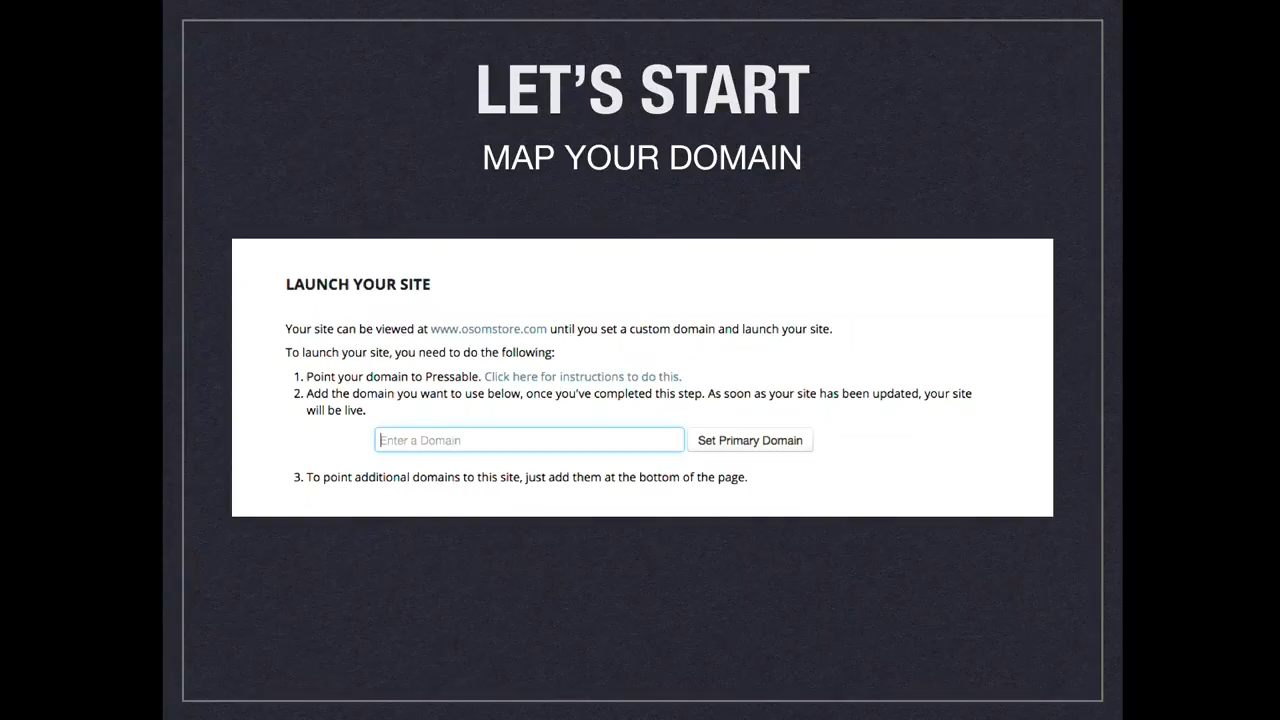 LET’S START
MAP YOUR DOMAIN
LAUNCH YOUR SITE
Your site can be viewed at www.osomstore.com until you set a custom domain and launch your site.
To launch your site, you need to do the following:
1. Point your domain to Pressable. Click here for instructions to do this.
2. Add the domain you want to use below, once you've completed this step. As soon as your site has been updated, your site
will be live.
Enter a Domain Set Primary Domain
3. To point additional domains to this site, just add them at the bottom of the page.